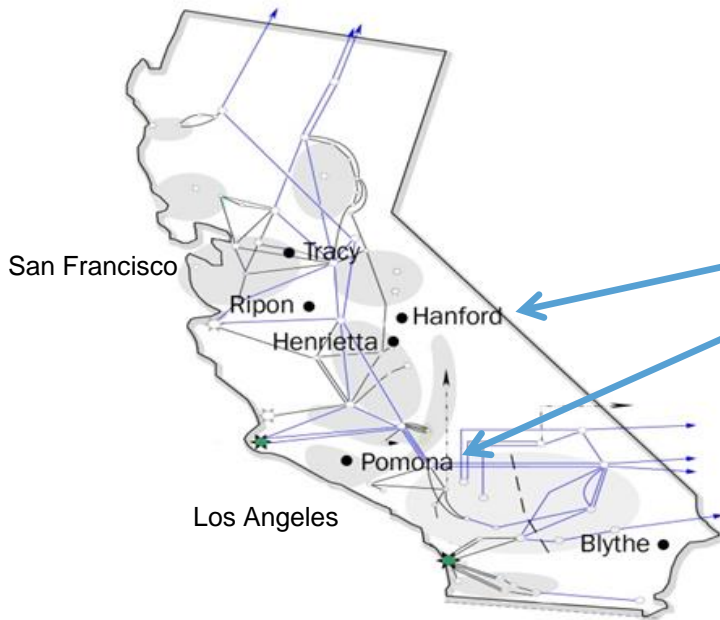 Tracy
San Francisco
Ripon
Hanford
Henrietta
Pomona
Los Angeles
Blythe